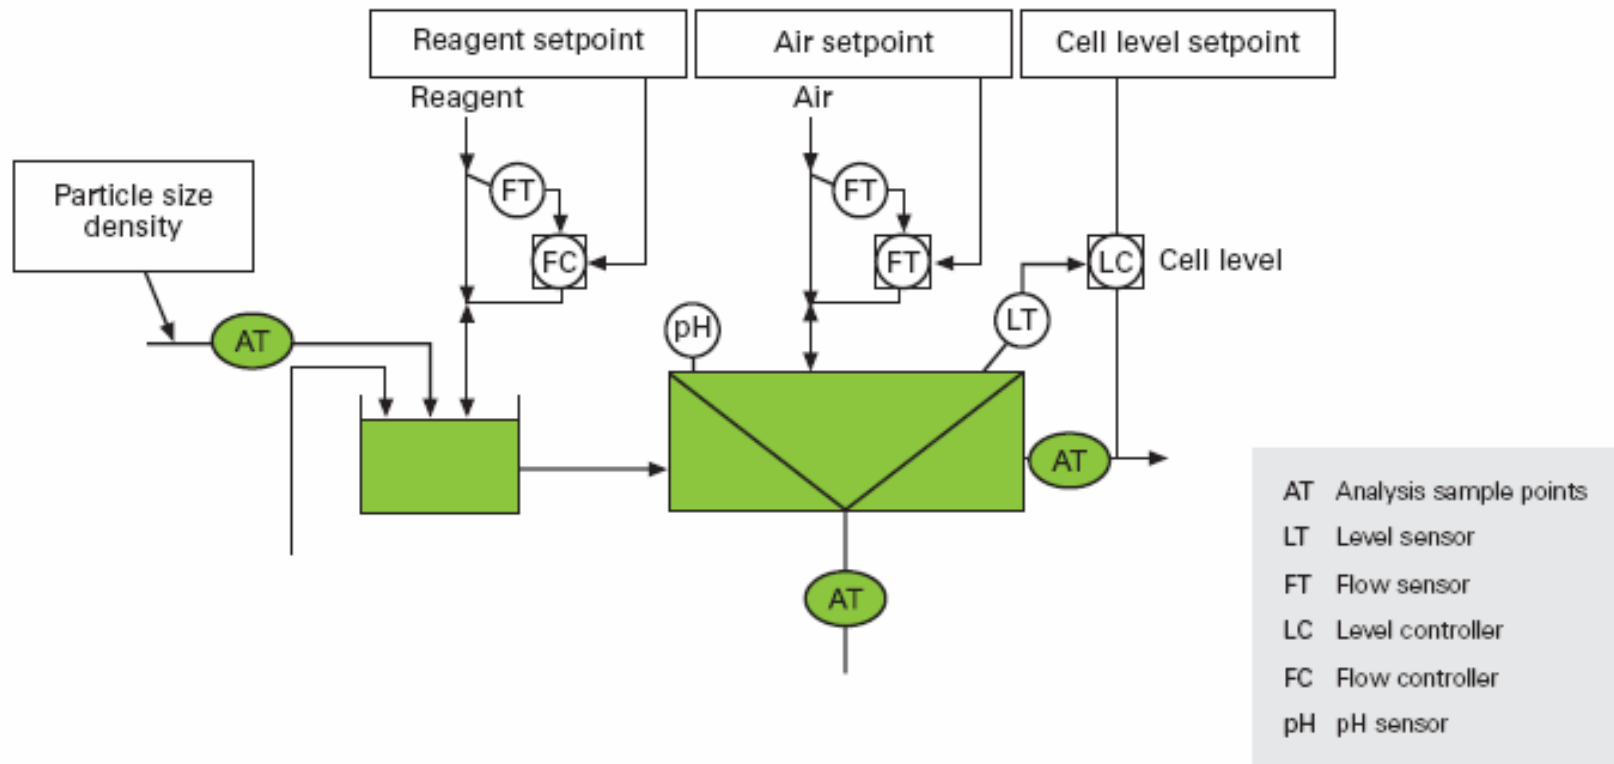 Reagent setpoint
Air setpoint
Cell level setpoint
Reagent
Air
Particle size
density
FT
FT
FC
FT
LC
Cell level
LT
pH
AT
AT
AT
AT Analysis sample points
LT Level sensor
FT Flow sensor
LC Level controller
FC Flow controller
pH pH sensor